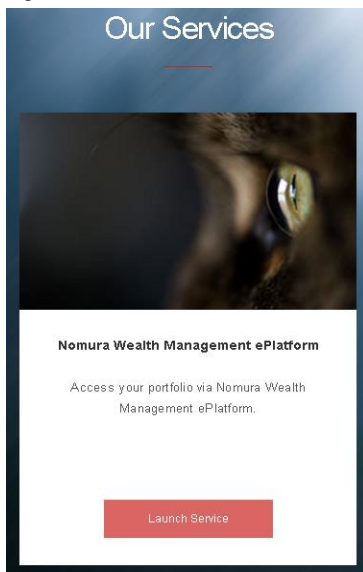 Our Services
Nomura Wealth Management ePlatform
Access your portfolio via Nomura Wealth
Management ePlatform.
Launch Service